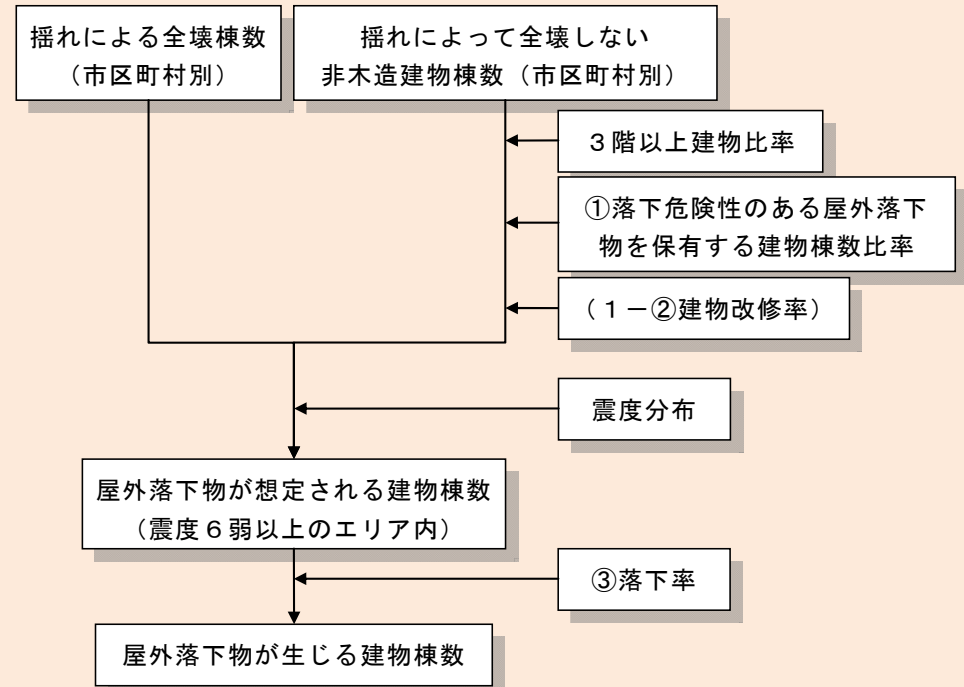 揺れによる全壊棟数
（市区町村別）
揺れによって全壊しない
非木造建物棟数（市区町村別）
３階以上建物比率
①落下危険性のある屋外落下
物を保有する建物棟数比率
（１－②建物改修率）
震度分布
屋外落下物が想定される建物棟数
（震度６弱以上のエリア内）
③落下率
屋外落下物が生じる建物棟数